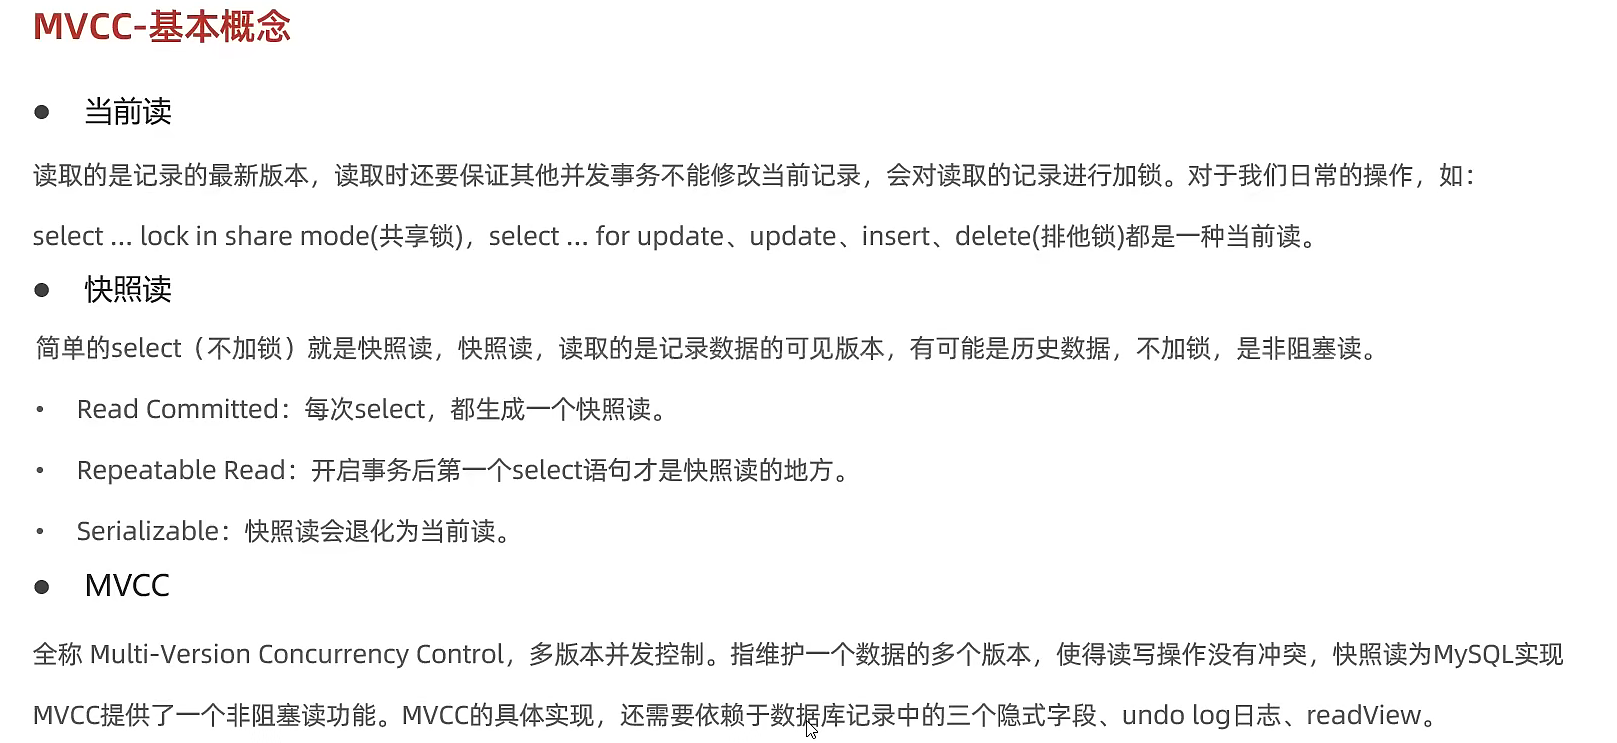 MVCC-基本概念
● 当前读
读取的是记录的最新版本，读取时还要保证其他并发事务不能修改当前记录，会对读取的记录进行加锁。对于我们日常的操作，如：
select ... lock in share mode(共享锁)，select ... for update、update、insert、delete(排他锁)都是一种当前读。
● 快照读
简单的select（不加锁）就是快照读，快照读，读取的是记录数据的可见版本，有可能是历史数据，不加锁，是非阻塞读。
• Read Committed：每次select，都生成一个快照读。
• Repeatable Read：开启事务后第一个select语句才是快照读的地方。
• Serializable：快照读会退化为当前读。
● MVCC
全称 Multi-Version Concurrency Control，多版本并发控制。指维护一个数据的多个版本，使得读写操作没有冲突，快照读为MySQL实现
MVCC提供了一个非阻塞读功能。MVCC的具体实现，还需要依赖于数据库记录中的三个隐式字段、undo log日志、readView。